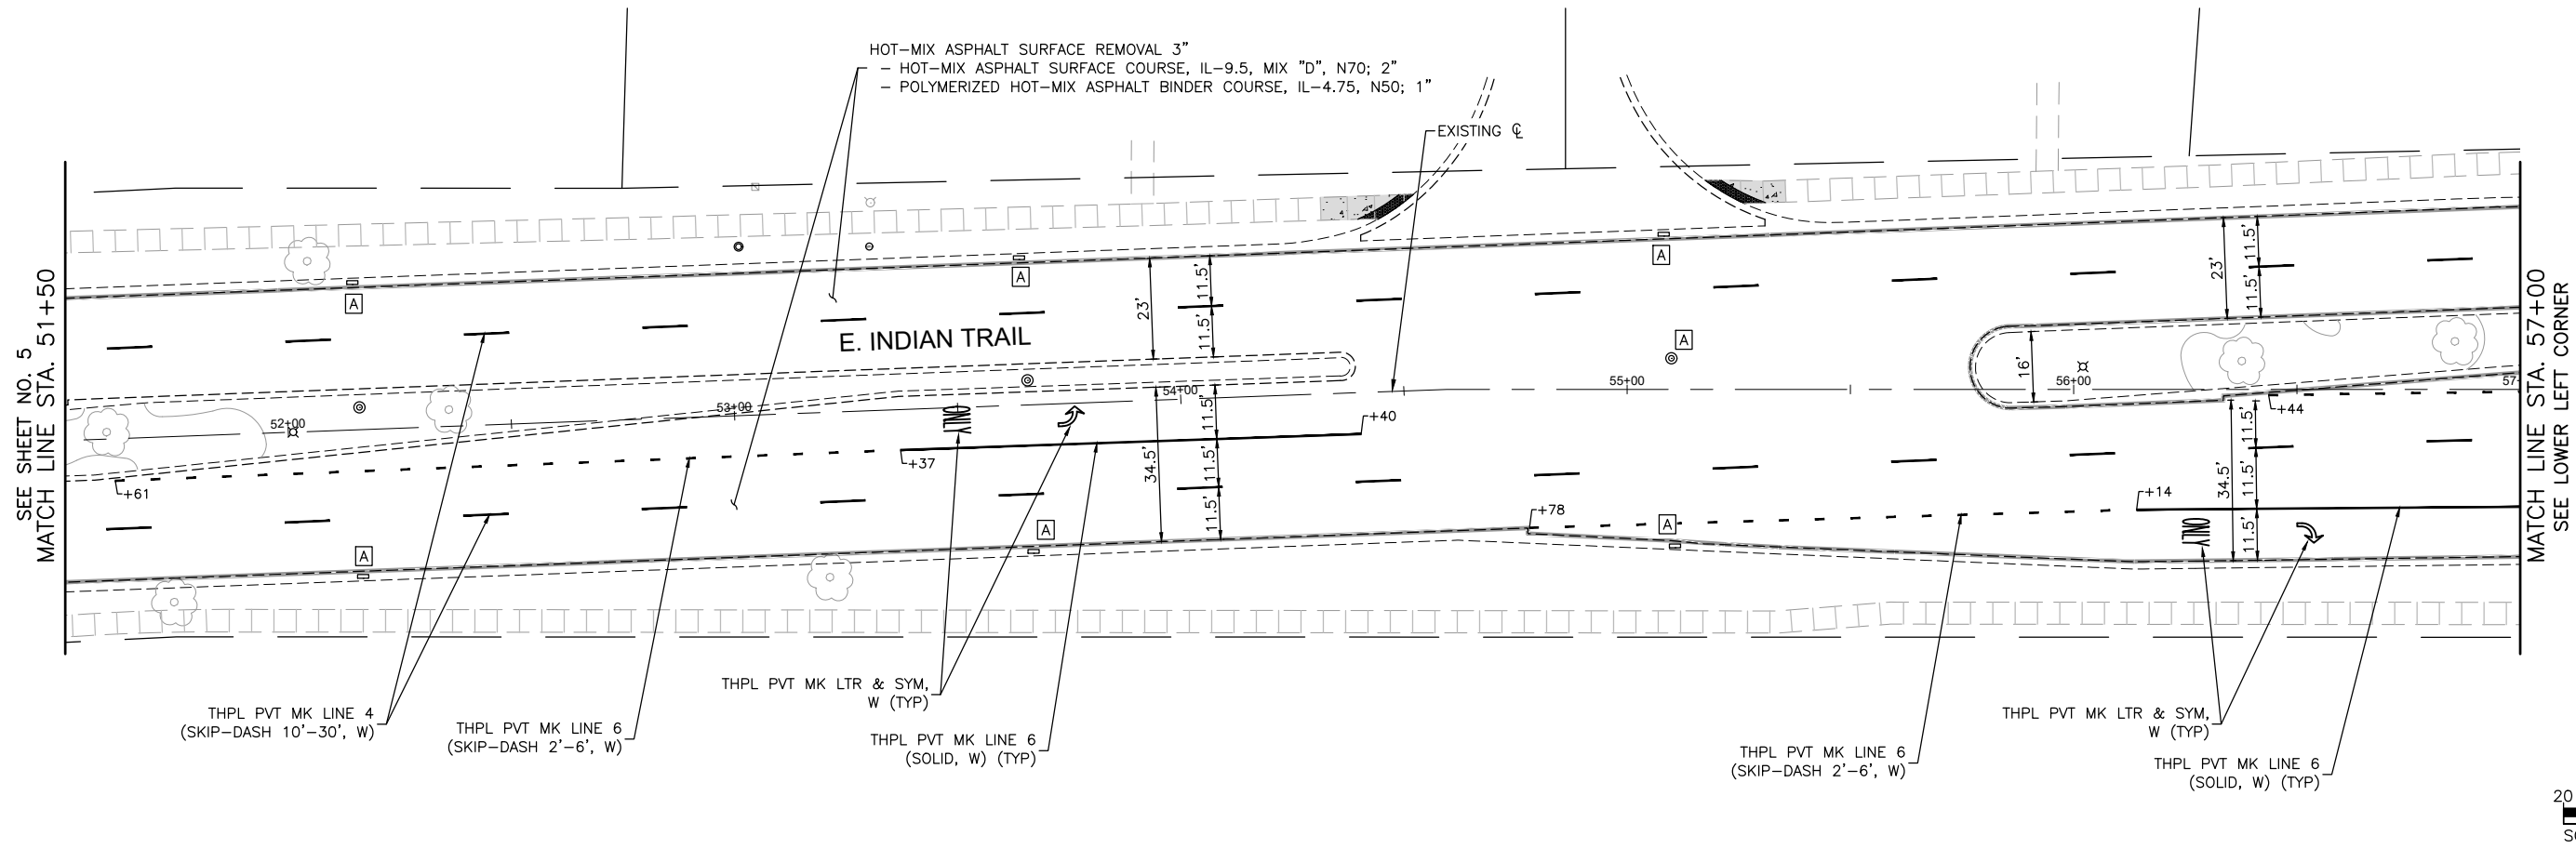 HOT-MIX ASPHALT SURFACE REMOVAL 3"
- HOT-MIX ASPHALT SURFACE COURSE, IL-9.5, MIX "D", N70; 2"
- POLYMERIZED HOT-MIX ASPHALT BINDER COURSE, IL-4.75, N50; 1"
EXISTING ℄
SEE SHEET NO. 5
MATCH LINE STA. 51+50
A
A
A
A
A
A
A
E. INDIAN TRAIL
23'
11.5'
11.5'
34.5'
11.5'
11.5'
11.5'
23'
11.5'
11.5'
16'
34.5'
11.5'
11.5'
11.5'
52+00
53+00
54+00
55+00
56+00
57+
ONLY
ONLY
+61
+37
+40
+78
+14
+44
MATCH LINE STA. 57+00
SEE LOWER LEFT CORNER
THPL PVT MK LINE 4
(SKIP-DASH 10'-30', W)
THPL PVT MK LINE 6
(SKIP-DASH 2'-6', W)
THPL PVT MK LTR & SYM,
W (TYP)
THPL PVT MK LINE 6
(SOLID, W) (TYP)
THPL PVT MK LINE 6
(SKIP-DASH 2'-6', W)
THPL PVT MK LTR & SYM,
W (TYP)
THPL PVT MK LINE 6
(SOLID, W) (TYP)
20